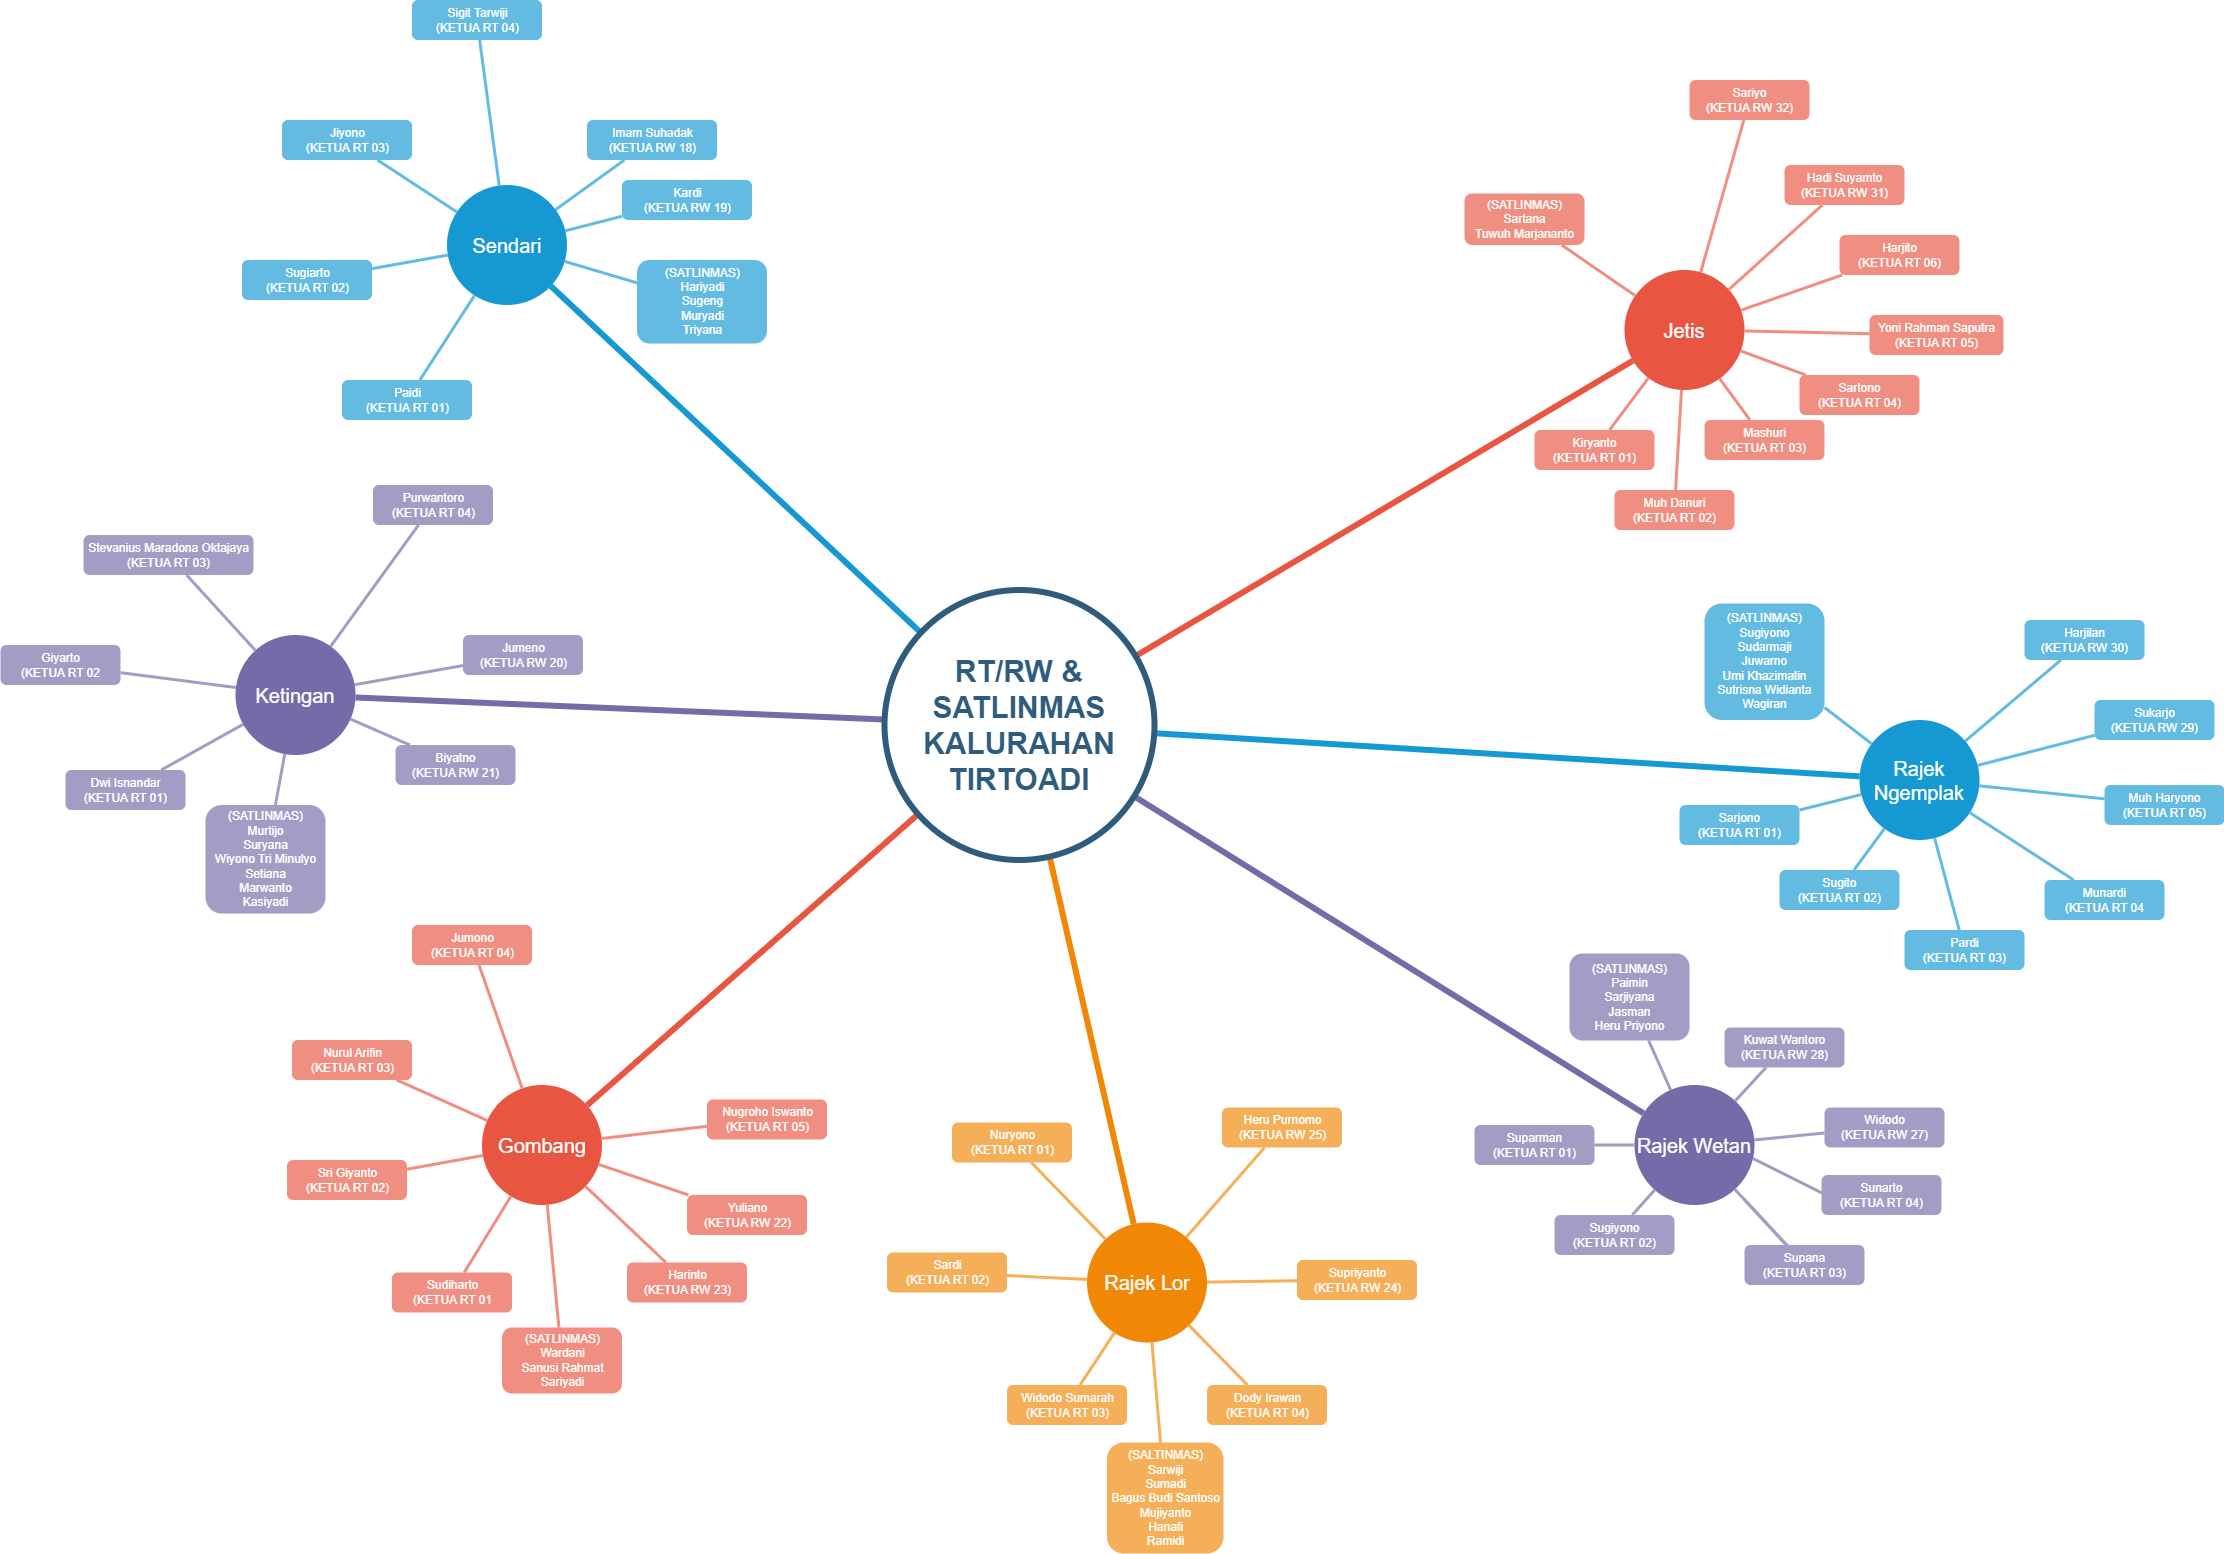 RT/RW &
SATLINMAS
KALURAHAN
TIRTOADI
Sendari
Sigit Tarwiji
(KETUA RT 04)
Jiyono
(KETUA RT 03)
Imam Suhadak
(KETUA RW 18)
Kardi
(KETUA RW 19)
Sugiarto
(KETUA RT 02)
(SATLINMAS)
Hariyadi
Sugeng
Muryadi
Triyana
Paidi
(KETUA RT 01)
Jetis
Sariyo
(KETUA RW 32)
Hadi Suyamto
(KETUA RW 31)
(SATLINMAS)
Sartana
Tuwuh Marjananto
Harjito
(KETUA RT 06)
Yoni Rahman Saputra
(KETUA RT 05)
Sartono
(KETUA RT 04)
Mashuri
(KETUA RT 03)
Kiryanto
(KETUA RT 01)
Muh Danuri
(KETUA RT 02)
Ketingan
Purwantoro
(KETUA RT 04)
Stevanius Maradona Oktajaya
(KETUA RT 03)
Giyarto
(KETUA RT 02
Jumeno
(KETUA RW 20)
Biyatno
(KETUA RW 21)
Dwi Isnandar
(KETUA RT 01)
(SATLINMAS)
Murtijo
Suryana
Wiyono Tri Minulyo
Setiana
Marwanto
Kasiyadi
Rajek
Ngemplak
(SATLINMAS)
Sugiyono
Sudarmaji
Juwarno
Umi Khazimatin
Sutrisna Widianta
Wagiran
Harjilan
(KETUA RW 30)
Sukarjo
(KETUA RW 29)
Muh Haryono
(KETUA RT 05)
Sarjono
(KETUA RT 01)
Sugito
(KETUA RT 02)
Munardi
(KETUA RT 04
Pardi
(KETUA RT 03)
Gombang
Jumono
(KETUA RT 04)
Nurul Arifin
(KETUA RT 03)
Nugroho Iswanto
(KETUA RT 05)
Sri Giyanto
(KETUA RT 02)
Yuliano
(KETUA RW 22)
Harinto
(KETUA RW 23)
Sudiharto
(KETUA RT 01
(SATLINMAS)
Wardani
Sanusi Rahmat
Sariyadi
Rajek Lor
Nuryono
(KETUA RT 01)
Heru Purnomo
(KETUA RW 25)
Sardi
(KETUA RT 02)
Supriyanto
(KETUA RW 24)
Widodo Sumarah
(KETUA RT 03)
Dody Irawan
(KETUA RT 04)
(SALTINMAS)
Sarwiji
Sumadi
Bagus Budi Santoso
Mujiyanto
Hanafi
Ramidi
Rajek Wetan
(SATLINMAS)
Paimin
Sarjiyana
Jasman
Heru Priyono
Kuwat Wantoro
(KETUA RW 28)
Suparman
(KETUA RT 01)
Widodo
(KETUA RW 27)
Sunarto
(KETUA RT 04)
Sugiyono
(KETUA RT 02)
Supana
(KETUA RT 03)